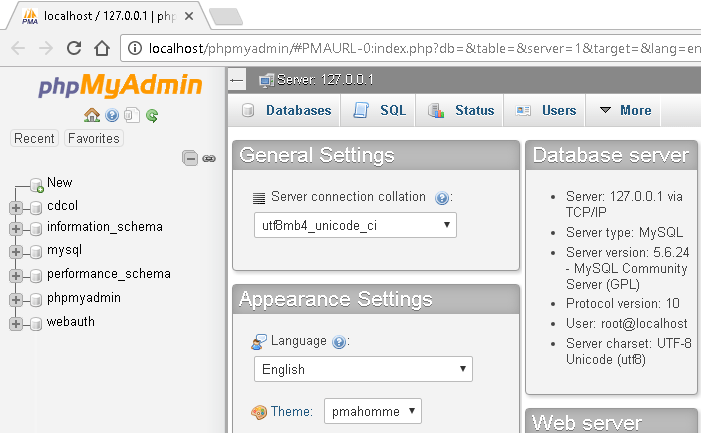 localhost / 127.0.0.1 | php
localhost/phpmyadmin/#PMAURL-0:index.php?db=&table=&server=1&target=&lang=en
phpMyAdmin
Recent Favorites
New
cdcol
information_schema
mysql
performance_schema
phpmyadmin
webauth
Server: 127.0.0.1
Databases SQL Status Users More
General Settings
Server connection collation :
utf8mb4_unicode_ci
Appearance Settings
Language :
English
Theme: pmahomme
Database server
Server: 127.0.0.1 via
TCP/IP
Server type: MySQL
Server version: 5.6.24
- MySQL Community
Server (GPL)
Protocol version: 10
User: root@localhost
Server charset: UTF-8
Unicode (utf8)
Web server